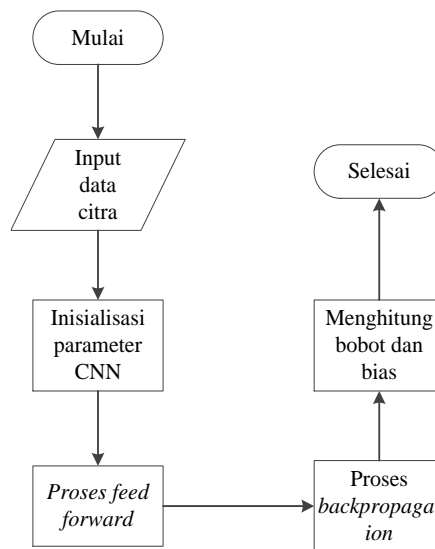 Mulai
Input
data
citra
Inisialisasi
parameter
CNN
Proses feed
forward
Proses
backpropaga
ion
Menghitung
bobot dan
bias
Selesai